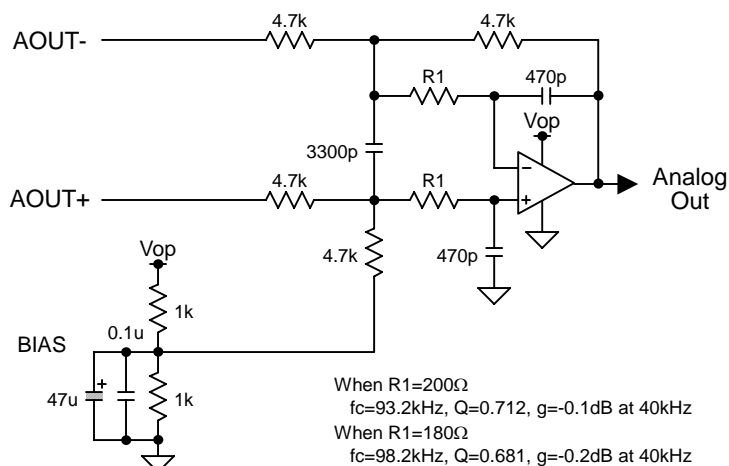 4.7k 4.7k
AOUT-
R1 470p
Vop
3300p
−
4.7k R1 + Analog
AOUT+ Out
Vop 4.7k 470p
1k
0.1u
BIAS
+
47u 1k
When R1=200Ω
fc=93.2kHz, Q=0.712, g=-0.1dB at 40kHz
When R1=180Ω
fc=98.2kHz, Q=0.681, g=-0.2dB at 40kHz